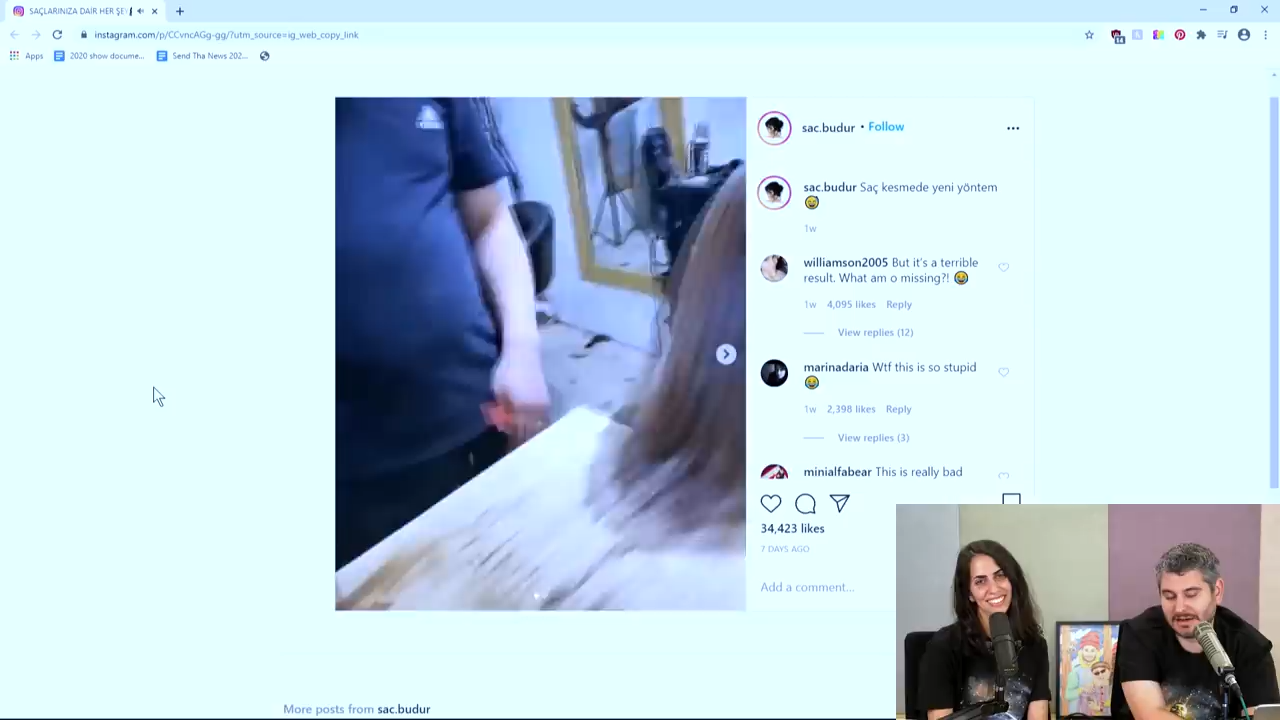 SAÇLARINIZA DAİR HER ŞEY
instagram.com/p/CCvncAGg-gg/?utm_source=ig_web_copy_link
Apps
2020 show docume...
Send Tha News 202...
sac.budur • Follow
sac.budur Saç kesmede yeni yöntem
😅
1w
williamson2005 But it's a terrible
result. What am o missing?! 😂
1w 4,095 likes Reply
View replies (12)
marinadaria Wtf this is so stupid
😂
1w 2,398 likes Reply
View replies (3)
minialfabear This is really bad
34,423 likes
7 DAYS AGO
Add a comment...
More posts from sac.budur